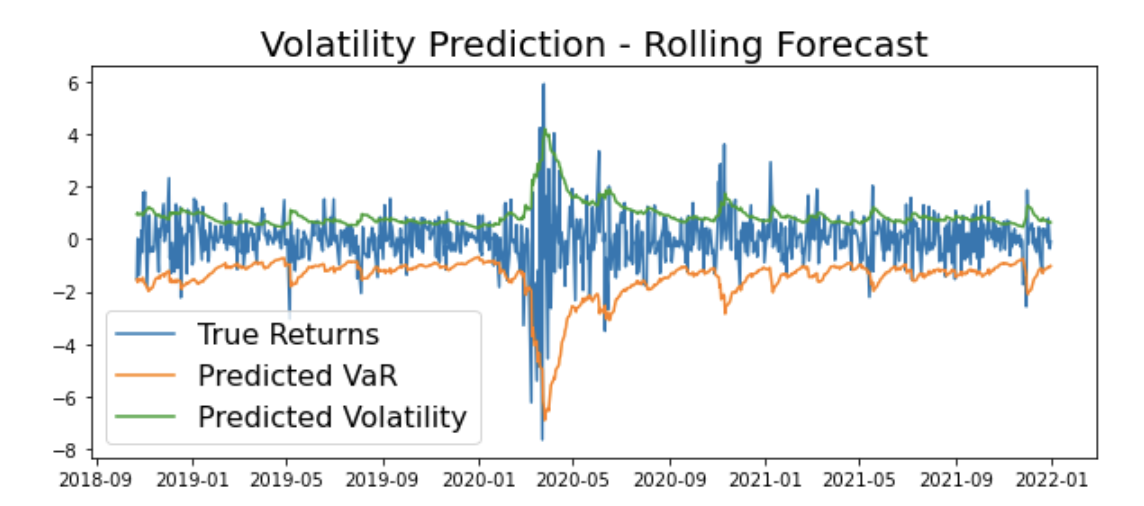 Volatility Prediction - Rolling Forecast
6
4
2
0
−2
−4
−6
−8
True Returns
Predicted VaR
Predicted Volatility
2018-09 2019-01 2019-05 2019-09 2020-01 2020-05 2020-09 2021-01 2021-05 2021-09 2022-01